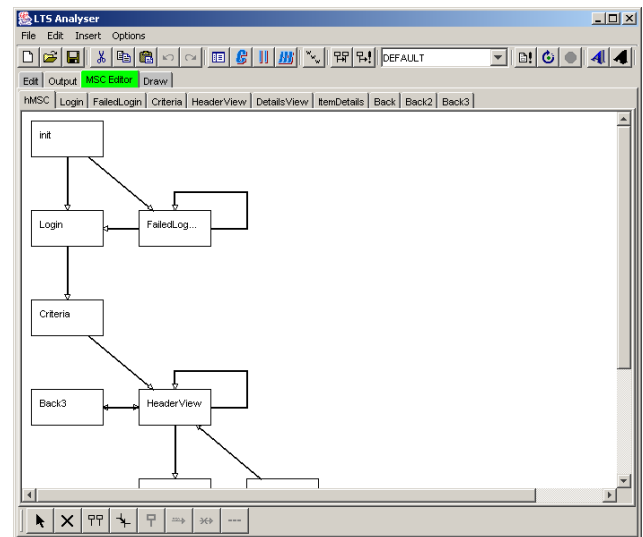 LTS Analyser
File Edit Insert Options
DEFAULT
Edit Output MSC Editor Draw
hMSC Login FailedLogin Criteria HeaderView DetailsView ItemDetails Back Back2 Back3
init
Login FailedLog...
Criteria
Back3 HeaderView